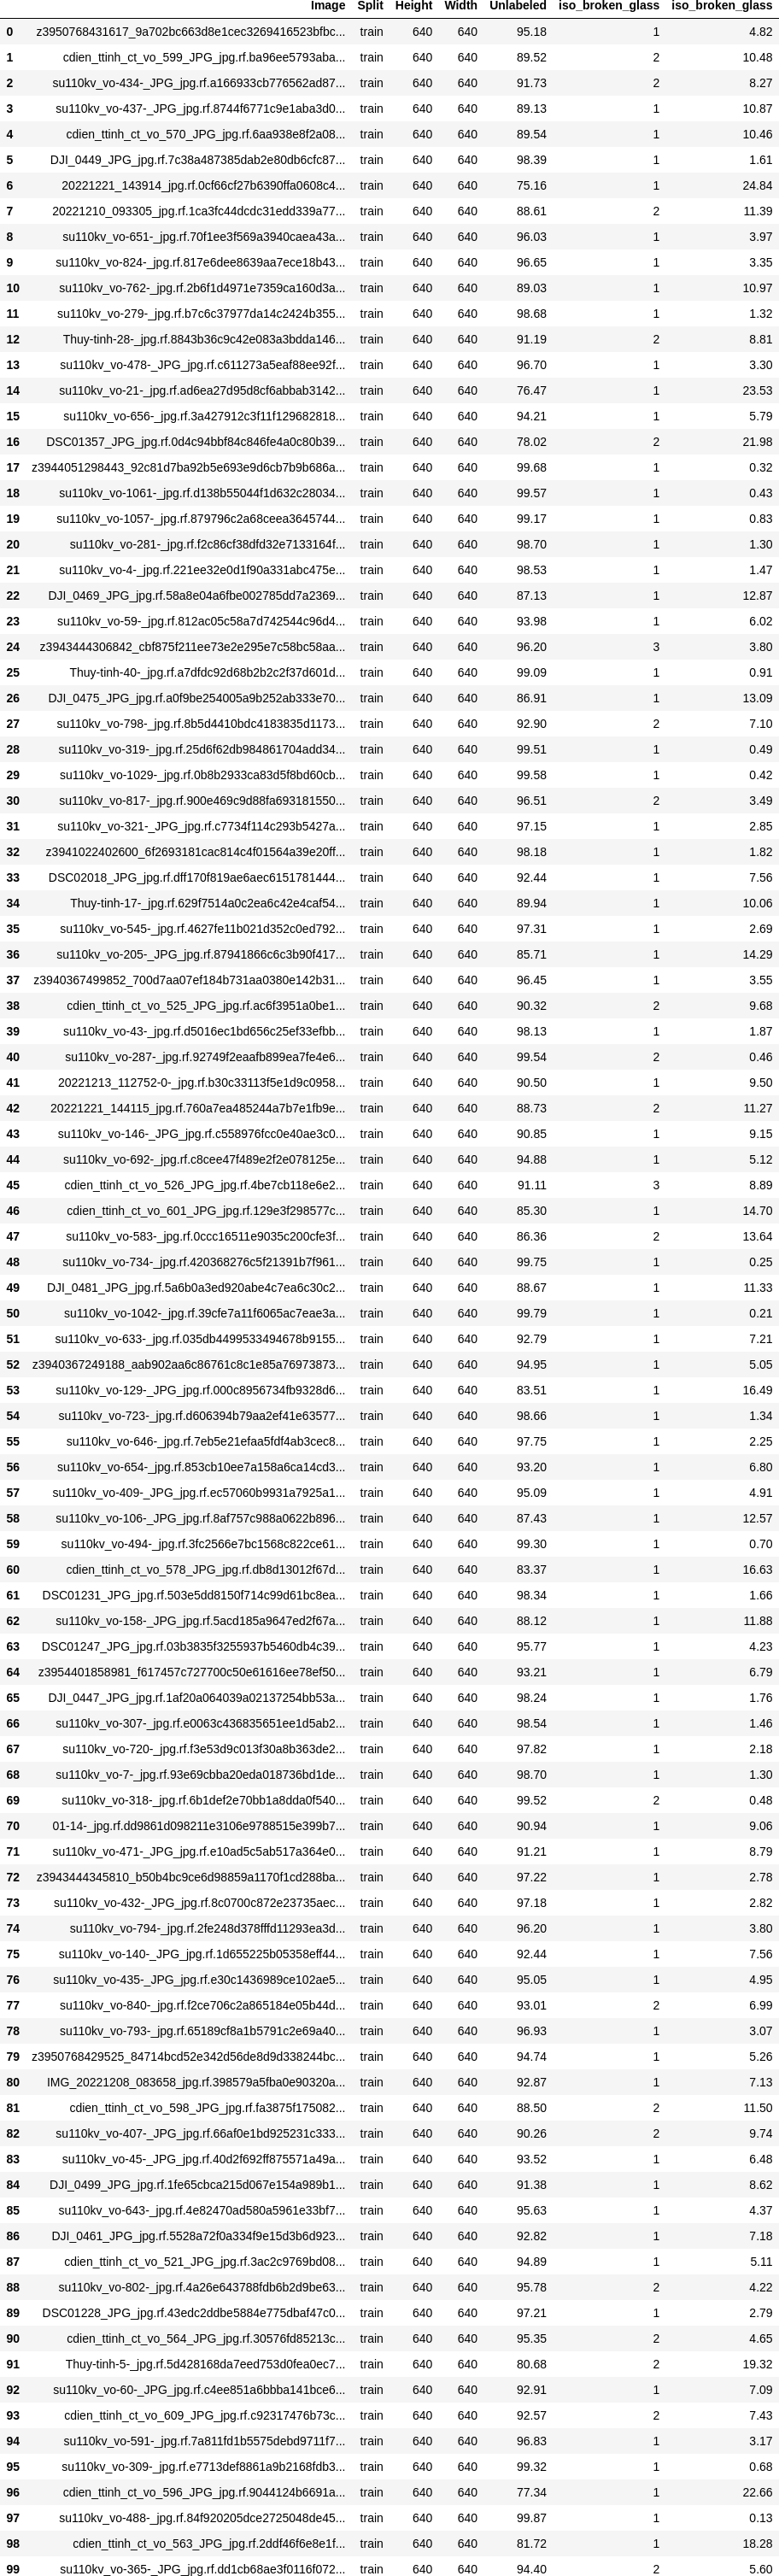 Image Split Height Width Unlabeled iso_broken_glass iso_broken_glass
0 z3950768431617_9a702bc663d8e1cec3269416523bfbc... train 640 640 95.18 1 4.82
1 cdien_ttinh_ct_vo_599_JPG_jpg.rf.ba96ee5793aba... train 640 640 89.52 2 10.48
2 su110kv_vo-434-_JPG_jpg.rf.a166933cb776562ad87... train 640 640 91.73 2 8.27
3 su110kv_vo-437-_JPG_jpg.rf.8744f6771c9e1aba3d0... train 640 640 89.13 1 10.87
4 cdien_ttinh_ct_vo_570_JPG_jpg.rf.6aa938e8f2a08... train 640 640 89.54 1 10.46
5 DJI_0449_JPG_jpg.rf.7c38a487385dab2e80db6cfc87... train 640 640 98.39 1 1.61
6 20221221_143914_jpg.rf.0cf66cf27b6390ffa0608c4... train 640 640 75.16 1 24.84
7 20221210_093305_jpg.rf.1ca3fc44dcdc31edd339a77... train 640 640 88.61 2 11.39
8 su110kv_vo-651-_jpg.rf.70f1ee3f569a3940caea43a... train 640 640 96.03 1 3.97
9 su110kv_vo-824-_jpg.rf.817e6dee8639aa7ece18b43... train 640 640 96.65 1 3.35
10 su110kv_vo-762-_jpg.rf.2b6f1d4971e7359ca160d3a... train 640 640 89.03 1 10.97
11 su110kv_vo-279-_jpg.rf.b7c6c37977da14c2424b355... train 640 640 98.68 1 1.32
12 Thuy-tinh-28-_jpg.rf.8843b36c9c42e083a3bdda146... train 640 640 91.19 2 8.81
13 su110kv_vo-478-_JPG_jpg.rf.c611273a5eaf88ee92f... train 640 640 96.70 1 3.30
14 su110kv_vo-21-_jpg.rf.ad6ea27d95d8cf6abbab3142... train 640 640 76.47 1 23.53
15 su110kv_vo-656-_jpg.rf.3a427912c3f11f129682818... train 640 640 94.21 1 5.79
16 DSC01357_JPG_jpg.rf.0d4c94bbf84c846fe4a0c80b39... train 640 640 78.02 2 21.98
17 z3944051298443_92c81d7ba92b5e693e9d6cb7b9b686a... train 640 640 99.68 1 0.32
18 su110kv_vo-1061-_jpg.rf.d138b55044f1d632c28034... train 640 640 99.57 1 0.43
19 su110kv_vo-1057-_jpg.rf.879796c2a68ceea3645744... train 640 640 99.17 1 0.83
20 su110kv_vo-281-_jpg.rf.f2c86cf38dfd32e7133164f... train 640 640 98.70 1 1.30
21 su110kv_vo-4-_jpg.rf.221ee32e0d1f90a331abc475e... train 640 640 98.53 1 1.47
22 DJI_0469_JPG_jpg.rf.58a8e04a6fbe002785dd7a2369... train 640 640 87.13 1 12.87
23 su110kv_vo-59-_jpg.rf.812ac05c58a7d742544c96d4... train 640 640 93.98 1 6.02
24 z3943444306842_cbf875f211ee73e2e295e7c58bc58aa... train 640 640 96.20 3 3.80
25 Thuy-tinh-40-_jpg.rf.a7dfdc92d68b2b2c2f37d601d... train 640 640 99.09 1 0.91
26 DJI_0475_JPG_jpg.rf.a0f9be254005a9b252ab333e70... train 640 640 86.91 1 13.09
27 su110kv_vo-798-_jpg.rf.8b5d4410bdc4183835d1173... train 640 640 92.90 2 7.10
28 su110kv_vo-319-_jpg.rf.25d6f62db984861704add34... train 640 640 99.51 1 0.49
29 su110kv_vo-1029-_jpg.rf.0b8b2933ca83d5f8bd60cb... train 640 640 99.58 1 0.42
30 su110kv_vo-817-_jpg.rf.900e469c9d88fa693181550... train 640 640 96.51 2 3.49
31 su110kv_vo-321-_JPG_jpg.rf.c7734f114c293b5427a... train 640 640 97.15 1 2.85
32 z3941022402600_6f2693181cac814c4f01564a39e20ff... train 640 640 98.18 1 1.82
33 DSC02018_JPG_jpg.rf.dff170f819ae6aec6151781444... train 640 640 92.44 1 7.56
34 Thuy-tinh-17-_jpg.rf.629f7514a0c2ea6c42e4caf54... train 640 640 89.94 1 10.06
35 su110kv_vo-545-_jpg.rf.4627fe11b021d352c0ed792... train 640 640 97.31 1 2.69
36 su110kv_vo-205-_JPG_jpg.rf.87941866c6c3b90f417... train 640 640 85.71 1 14.29
37 z3940367499852_700d7aa07ef184b731aa0380e142b31... train 640 640 96.45 1 3.55
38 cdien_ttinh_ct_vo_525_JPG_jpg.rf.ac6f3951a0be1... train 640 640 90.32 2 9.68
39 su110kv_vo-43-_jpg.rf.d5016ec1bd656c25ef33efbb... train 640 640 98.13 1 1.87
40 su110kv_vo-287-_jpg.rf.92749f2eaafb899ea7fe4e6... train 640 640 99.54 2 0.46
41 20221213_112752-0-_jpg.rf.b30c33113f5e1d9c0958... train 640 640 90.50 1 9.50
42 20221221_144115_jpg.rf.760a7ea485244a7b7e1fb9e... train 640 640 88.73 2 11.27
43 su110kv_vo-146-_JPG_jpg.rf.c558976fcc0e40ae3c0... train 640 640 90.85 1 9.15
44 su110kv_vo-692-_jpg.rf.c8cee47f489e2f2e078125e... train 640 640 94.88 1 5.12
45 cdien_ttinh_ct_vo_526_JPG_jpg.rf.4be7cb118e6e2... train 640 640 91.11 3 8.89
46 cdien_ttinh_ct_vo_601_JPG_jpg.rf.129e3f298577c... train 640 640 85.30 1 14.70
47 su110kv_vo-583-_jpg.rf.0ccc16511e9035c200cfe3f... train 640 640 86.36 2 13.64
48 su110kv_vo-734-_jpg.rf.420368276c5f21391b7f961... train 640 640 99.75 1 0.25
49 DJI_0481_JPG_jpg.rf.5a6b0a3ed920abe4c7ea6c30c2... train 640 640 88.67 1 11.33
50 su110kv_vo-1042-_jpg.rf.39cfe7a11f6065ac7eae3a... train 640 640 99.79 1 0.21
51 su110kv_vo-633-_jpg.rf.035db4499533494678b9155... train 640 640 92.79 1 7.21
52 z3940367249188_aab902aa6c86761c8c1e85a76973873... train 640 640 94.95 1 5.05
53 su110kv_vo-129-_JPG_jpg.rf.000c8956734fb9328d6... train 640 640 83.51 1 16.49
54 su110kv_vo-723-_jpg.rf.d606394b79aa2ef41e63577... train 640 640 98.66 1 1.34
55 su110kv_vo-646-_jpg.rf.7eb5e21efaa5fdf4ab3cec8... train 640 640 97.75 1 2.25
56 su110kv_vo-654-_jpg.rf.853cb10ee7a158a6ca14cd3... train 640 640 93.20 1 6.80
57 su110kv_vo-409-_JPG_jpg.rf.ec57060b9931a7925a1... train 640 640 95.09 1 4.91
58 su110kv_vo-106-_JPG_jpg.rf.8af757c988a0622b896... train 640 640 87.43 1 12.57
59 su110kv_vo-494-_jpg.rf.3fc2566e7bc1568c822ce61... train 640 640 99.30 1 0.70
60 cdien_ttinh_ct_vo_578_JPG_jpg.rf.db8d13012f67d... train 640 640 83.37 1 16.63
61 DSC01231_JPG_jpg.rf.503e5dd8150f714c99d61bc8ea... train 640 640 98.34 1 1.66
62 su110kv_vo-158-_JPG_jpg.rf.5acd185a9647ed2f67a... train 640 640 88.12 1 11.88
63 DSC01247_JPG_jpg.rf.03b3835f3255937b5460db4c39... train 640 640 95.77 1 4.23
64 z3954401858981_f617457c727700c50e61616ee78ef50... train 640 640 93.21 1 6.79
65 DJI_0447_JPG_jpg.rf.1af20a064039a02137254bb53a... train 640 640 98.24 1 1.76
66 su110kv_vo-307-_jpg.rf.e0063c436835651ee1d5ab2... train 640 640 98.54 1 1.46
67 su110kv_vo-720-_jpg.rf.f3e53d9c013f30a8b363de2... train 640 640 97.82 1 2.18
68 su110kv_vo-7-_jpg.rf.93e69cbba20eda018736bd1de... train 640 640 98.70 1 1.30
69 su110kv_vo-318-_jpg.rf.6b1def2e70bb1a8dda0f540... train 640 640 99.52 2 0.48
70 01-14-_jpg.rf.dd9861d098211e3106e9788515e399b7... train 640 640 90.94 1 9.06
71 su110kv_vo-471-_JPG_jpg.rf.e10ad5c5ab517a364e0... train 640 640 91.21 1 8.79
72 z3943444345810_b50b4bc9ce6d98859a1170f1cd288ba... train 640 640 97.22 1 2.78
73 su110kv_vo-432-_JPG_jpg.rf.8c0700c872e23735aec... train 640 640 97.18 1 2.82
74 su110kv_vo-794-_jpg.rf.2fe248d378fffd11293ea3d... train 640 640 96.20 1 3.80
75 su110kv_vo-140-_JPG_jpg.rf.1d655225b05358eff44... train 640 640 92.44 1 7.56
76 su110kv_vo-435-_JPG_jpg.rf.e30c1436989ce102ae5... train 640 640 95.05 1 4.95
77 su110kv_vo-840-_jpg.rf.f2ce706c2a865184e05b44d... train 640 640 93.01 2 6.99
78 su110kv_vo-793-_jpg.rf.65189cf8a1b5791c2e69a40... train 640 640 96.93 1 3.07
79 z3950768429525_84714bcd52e342d56de8d9d338244bc... train 640 640 94.74 1 5.26
80 IMG_20221208_083658_jpg.rf.398579a5fba0e90320a... train 640 640 92.87 1 7.13
81 cdien_ttinh_ct_vo_598_JPG_jpg.rf.fa3875f175082... train 640 640 88.50 2 11.50
82 su110kv_vo-407-_JPG_jpg.rf.66af0e1bd925231c333... train 640 640 90.26 2 9.74
83 su110kv_vo-45-_JPG_jpg.rf.40d2f692ff875571a49a... train 640 640 93.52 1 6.48
84 DJI_0499_JPG_jpg.rf.1fe65cbca215d067e154a989b1... train 640 640 91.38 1 8.62
85 su110kv_vo-643-_jpg.rf.4e82470ad580a5961e33bf7... train 640 640 95.63 1 4.37
86 DJI_0461_JPG_jpg.rf.5528a72f0a334f9e15d3b6d923... train 640 640 92.82 1 7.18
87 cdien_ttinh_ct_vo_521_JPG_jpg.rf.3ac2c9769bd08... train 640 640 94.89 1 5.11
88 su110kv_vo-802-_jpg.rf.4a26e643788fdb6b2d9be63... train 640 640 95.78 2 4.22
89 DSC01228_JPG_jpg.rf.43edc2ddbe5884e775dbaf47c0... train 640 640 97.21 1 2.79
90 cdien_ttinh_ct_vo_564_JPG_jpg.rf.30576fd85213c... train 640 640 95.35 2 4.65
91 Thuy-tinh-5-_jpg.rf.5d428168da7eed753d0fea0ec7... train 640 640 80.68 2 19.32
92 su110kv_vo-60-_JPG_jpg.rf.c4ee851a6bbba141bce6... train 640 640 92.91 1 7.09
93 cdien_ttinh_ct_vo_609_JPG_jpg.rf.c92317476b73c... train 640 640 92.57 2 7.43
94 su110kv_vo-591-_jpg.rf.7a811fd1b5575debd9711f7... train 640 640 96.83 1 3.17
95 su110kv_vo-309-_jpg.rf.e7713def8861a9b2168fdb3... train 640 640 99.32 1 0.68
96 cdien_ttinh_ct_vo_596_JPG_jpg.rf.9044124b6691a... train 640 640 77.34 1 22.66
97 su110kv_vo-488-_jpg.rf.84f920205dce2725048de45... train 640 640 99.87 1 0.13
98 cdien_ttinh_ct_vo_563_JPG_jpg.rf.2ddf46f6e8e1f... train 640 640 81.72 1 18.28
99 su110kv_vo-365-_JPG_jpg.rf.dd1cb68ae3f0116f072... train 640 640 94.40 2 5.60